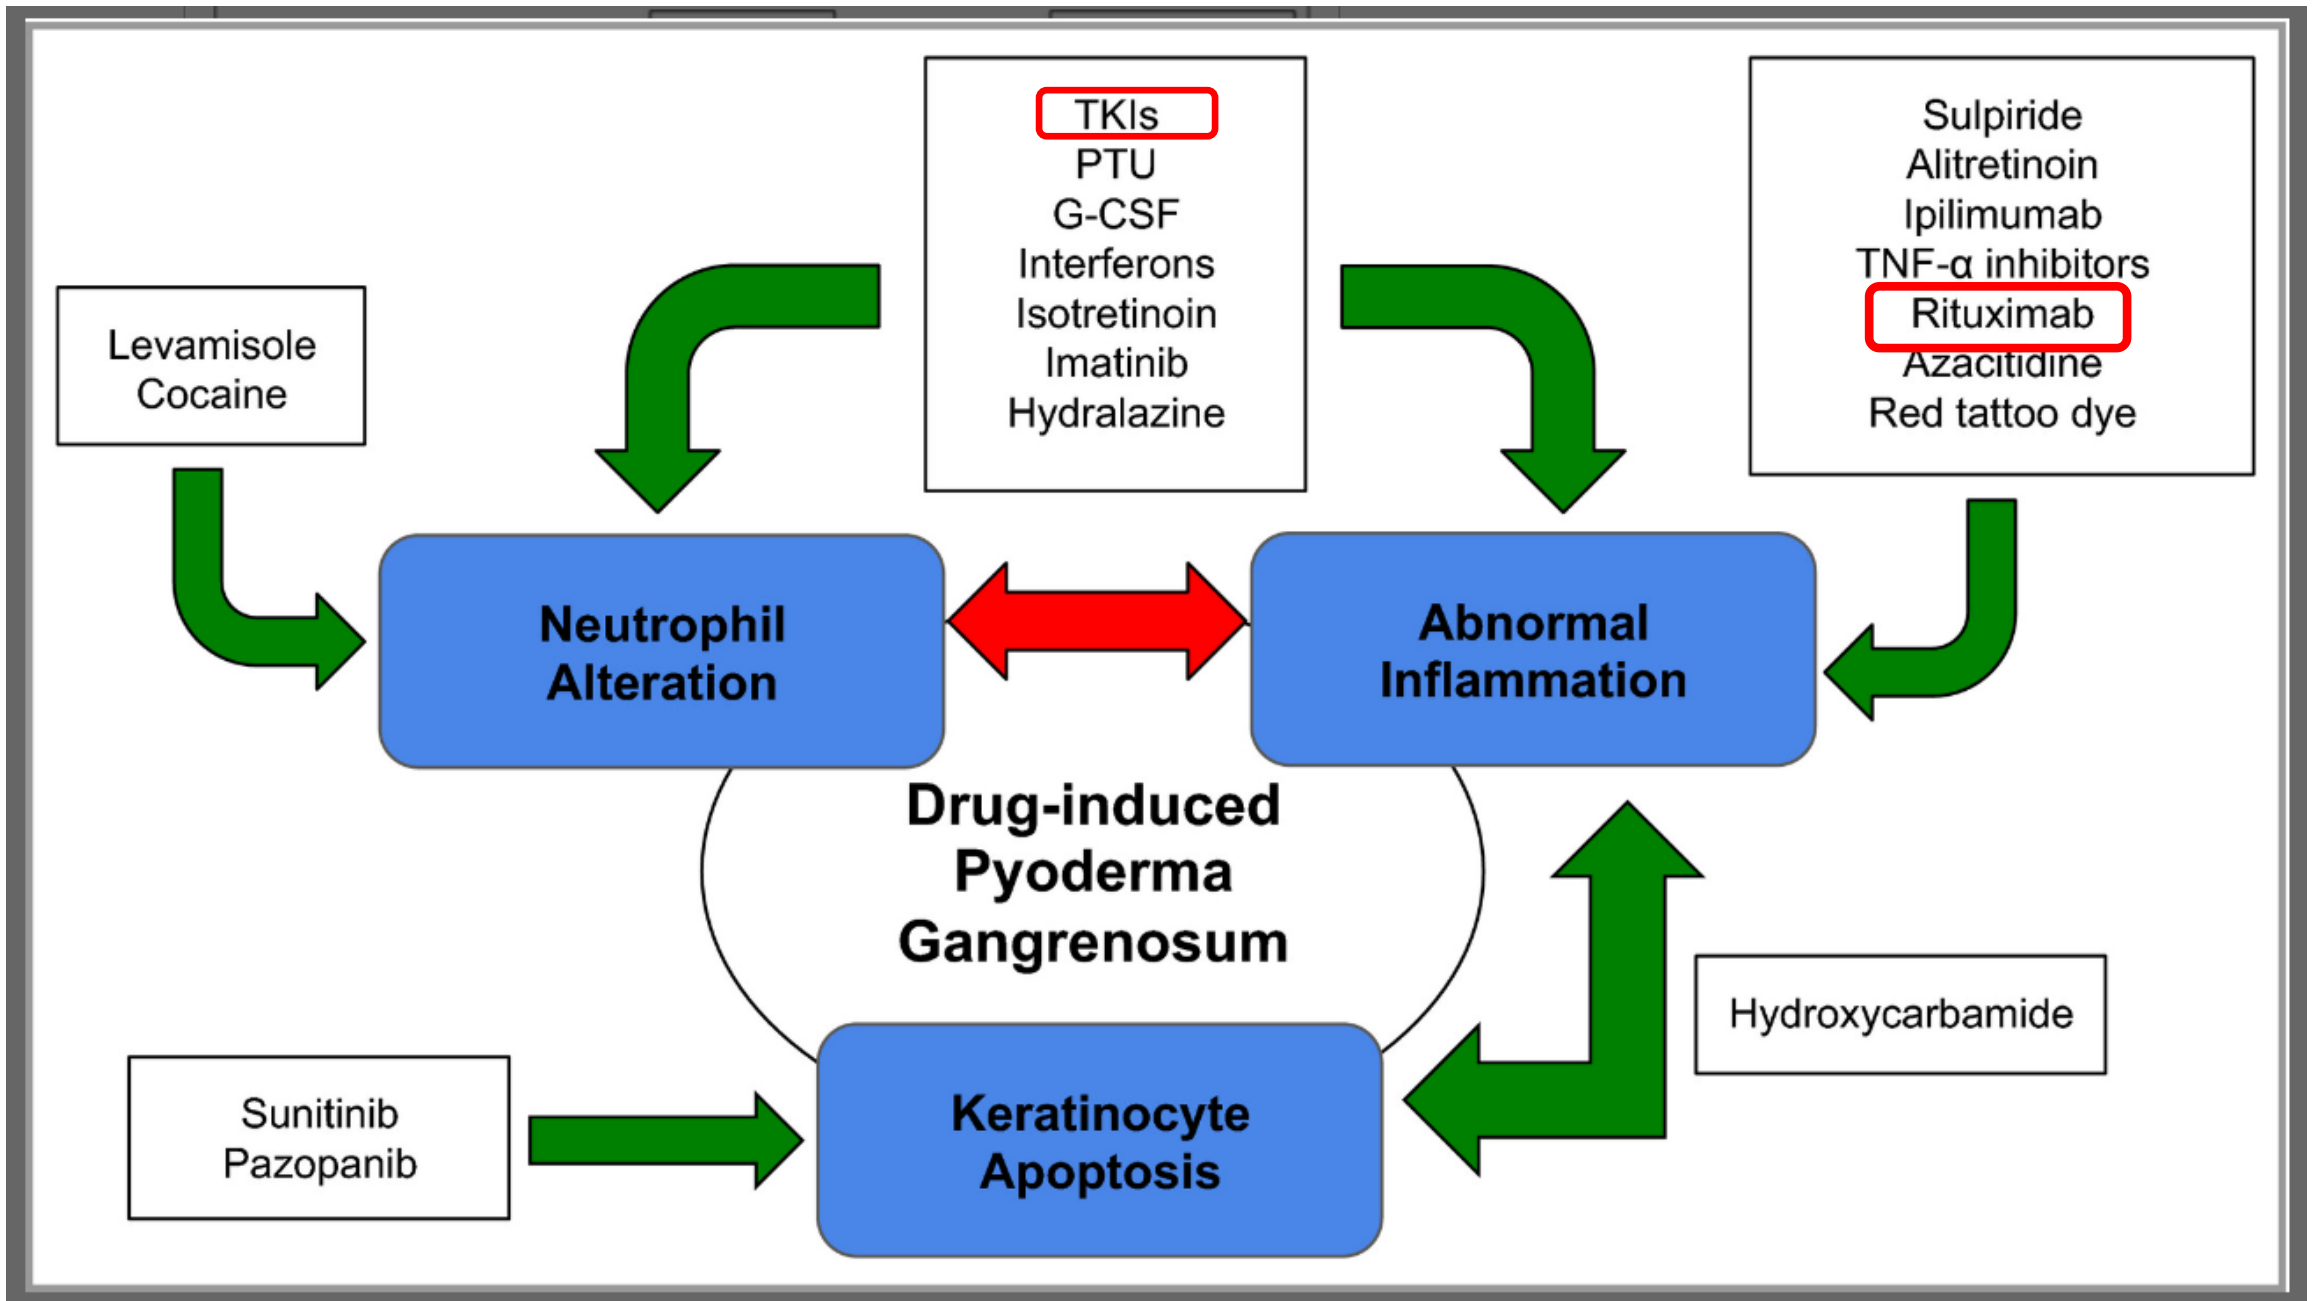 TKIs
PTU
G-CSF
Interferons
Isotretinoin
Imatinib
Hydralazine
Sulpiride
Alitretinoin
Ipilimumab
TNF-α inhibitors
Rituximab
Azacitidine
Red tattoo dye
Levamisole
Cocaine
Neutrophil
Alteration
Abnormal
Inflammation
Drug-induced
Pyoderma
Gangrenosum
Hydroxycarbamide
Sunitinib
Pazopanib
Keratinocyte
Apoptosis